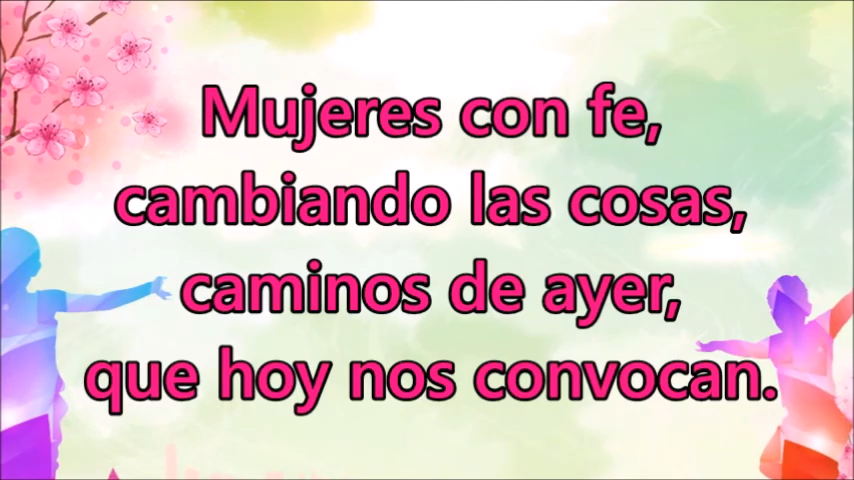 Mujeres con fe,
cambiando las cosas,
caminos de ayer,
que hoy nos convocan.